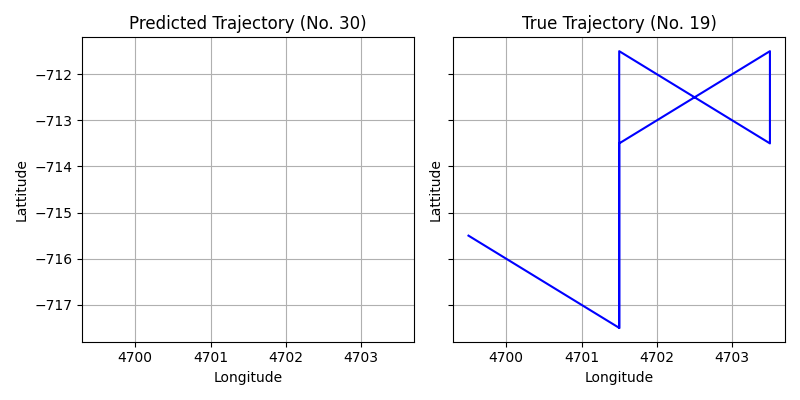 Predicted Trajectory (No. 30)
True Trajectory (No. 19)
Lattitude
−712
−713
−714
−715
−716
−717
4700
4701
4702
4703
Longitude
Lattitude
4700
4701
4702
4703
Longitude